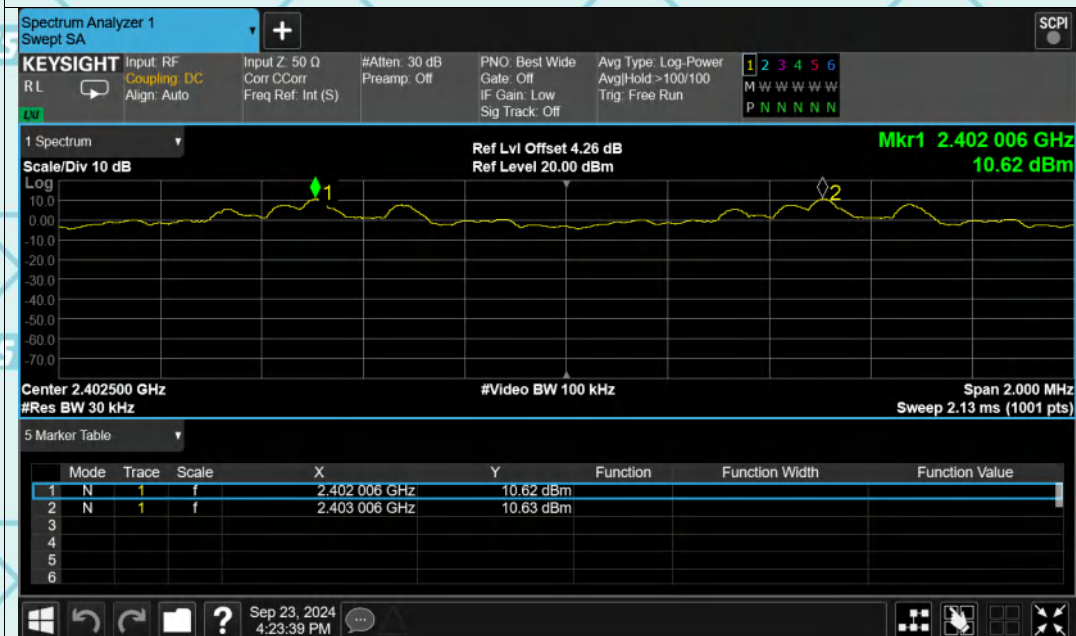 Spectrum Analyzer 1
Swept SA
+
SCPI
KEYSIGHT
RL
LXI
Input: RF
Coupling: DC
Align: Auto
Input Z: 50 Ω
Corr CCorr
Freq Ref: Int (S)
#Atten: 30 dB
Preamp: Off
PNO: Best Wide
Gate: Off
IF Gain: Low
Sig Track: Off
Avg Type: Log-Power
Avg|Hold:>100/100
Trig: Free Run
1 2 3 4 5 6
M W W W W W
P N N N N N
1 Spectrum
Scale/Div 10 dB
Ref Lvl Offset 4.26 dB
Ref Level 20.00 dBm
Mkr1 2.402 006 GHz
10.62 dBm
Log
10.0
0.00
-10.0
-20.0
-30.0
-40.0
-50.0
-60.0
-70.0
1
2
Center 2.402500 GHz
#Res BW 30 kHz
#Video BW 100 kHz
Span 2.000 MHz
Sweep 2.13 ms (1001 pts)
5 Marker Table
Mode Trace Scale X Y Function Function Width Function Value
1 N 1 f 2.402 006 GHz 10.62 dBm
2 N 1 f 2.403 006 GHz 10.63 dBm
3
4
5
6
?
Sep 23, 2024
4:23:39 PM